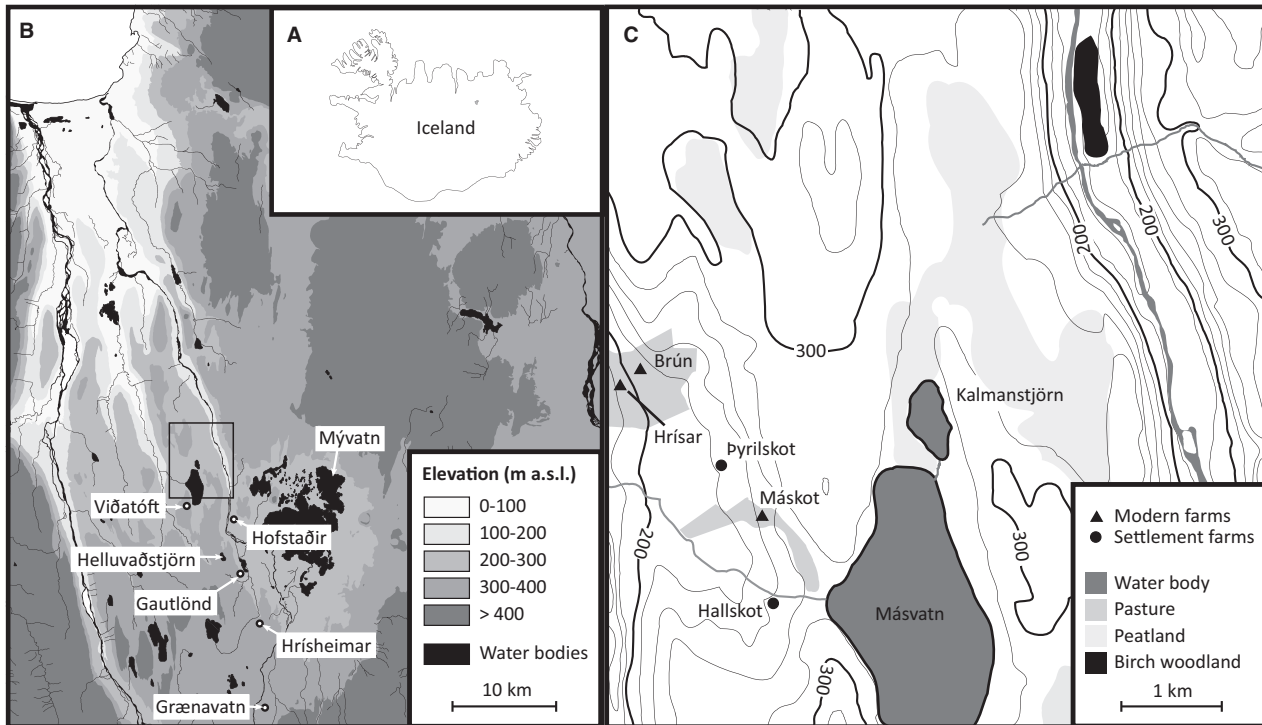 B
A
Iceland
Mývatn
Viðatóft
Hofstaðir
Helluvaðstjörn
Gautlönd
Hrísheimar
Grænavatn
Elevation (m a.s.l.)
0-100
100-200
200-300
300-400
> 400
Water bodies
10 km
C
200
200
300
300
Brún
Kalmanstjörn
Hrísar
Þyrilskot
Máskot
200
300
Hallskot
Másvatn
300
Modern farms
Settlement farms
Water body
Pasture
Peatland
Birch woodland
1 km